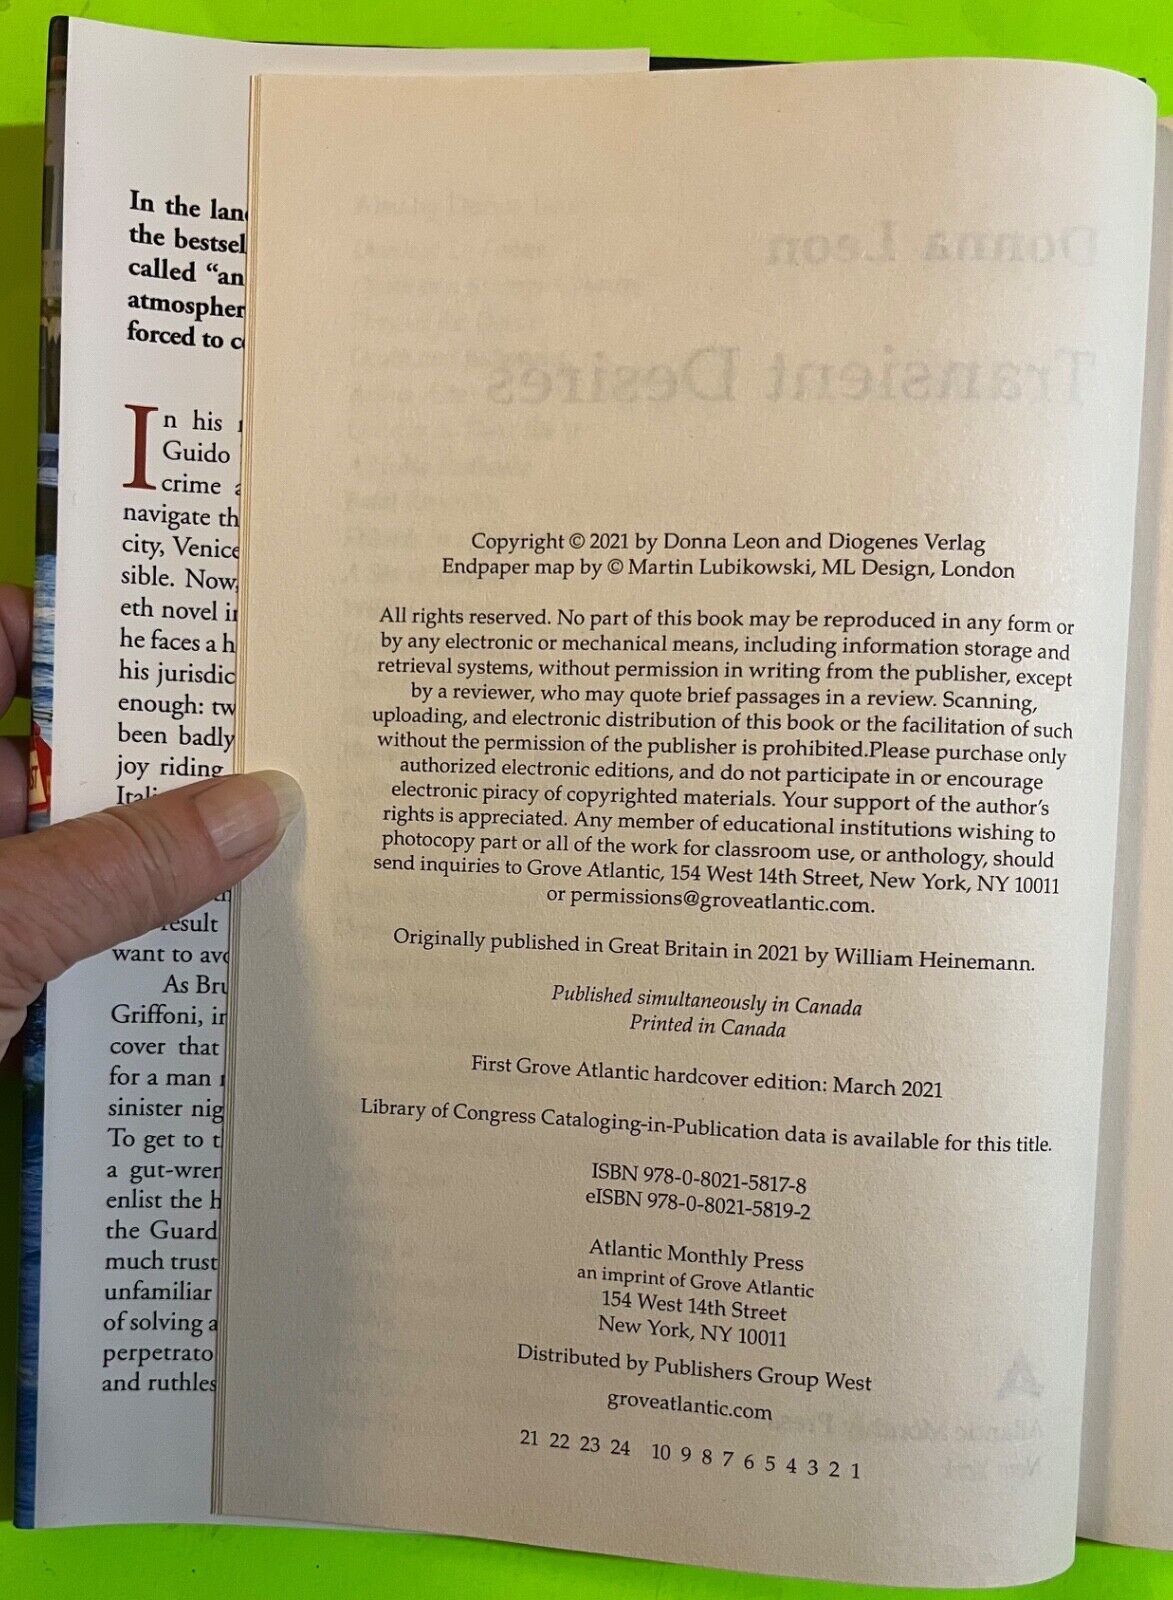 In the
the bestsel
called “an
atmospher
forced to
In his
Guido
crime
navigate th
city, Venice
sible. Now,
eth novel in
he faces a h
his jurisdic
enough: tw
been badly
joy riding
result
want to avo
As Bru
Griffoni, in
cover that
for a man
sinister nig
To get to th
a gut-wren
enlist the h
the Guard
much trust
unfamiliar
of solving a
perpetrato
and ruthles
Donna Leon
Transient Desires
Copyright © 2021 by Donna Leon and Diogenes Verlag
Endpaper map by © Martin Lubikowski, ML Design, London
All rights reserved. No part of this book may be reproduced in any form or
by any electronic or mechanical means, including information storage and
retrieval systems, without permission in writing from the publisher, except
by a reviewer, who may quote brief passages in a review. Scanning,
uploading, and electronic distribution of this book or the facilitation of such
without the permission of the publisher is prohibited.Please purchase only
authorized electronic editions, and do not participate in or encourage
electronic piracy of copyrighted materials. Your support of the author’s
rights is appreciated. Any member of educational institutions wishing to
photocopy part or all of the work for classroom use, or anthology, should
send inquiries to Grove Atlantic, 154 West 14th Street, New York, NY 10011
or permissions@groveatlantic.com.
Originally published in Great Britain in 2021 by William Heinemann.
Published simultaneously in Canada
Printed in Canada
First Grove Atlantic hardcover edition: March 2021
Library of Congress Cataloging-in-Publication data is available for this title.
ISBN 978-0-8021-5817-8
eISBN 978-0-8021-5819-2
Atlantic Monthly Press
an imprint of Grove Atlantic
154 West 14th Street
New York, NY 10011
Distributed by Publishers Group West
groveatlantic.com
21 22 23 24 10 9 8 7 6 5 4 3 2 1
Atlantic Monthly Press
New York